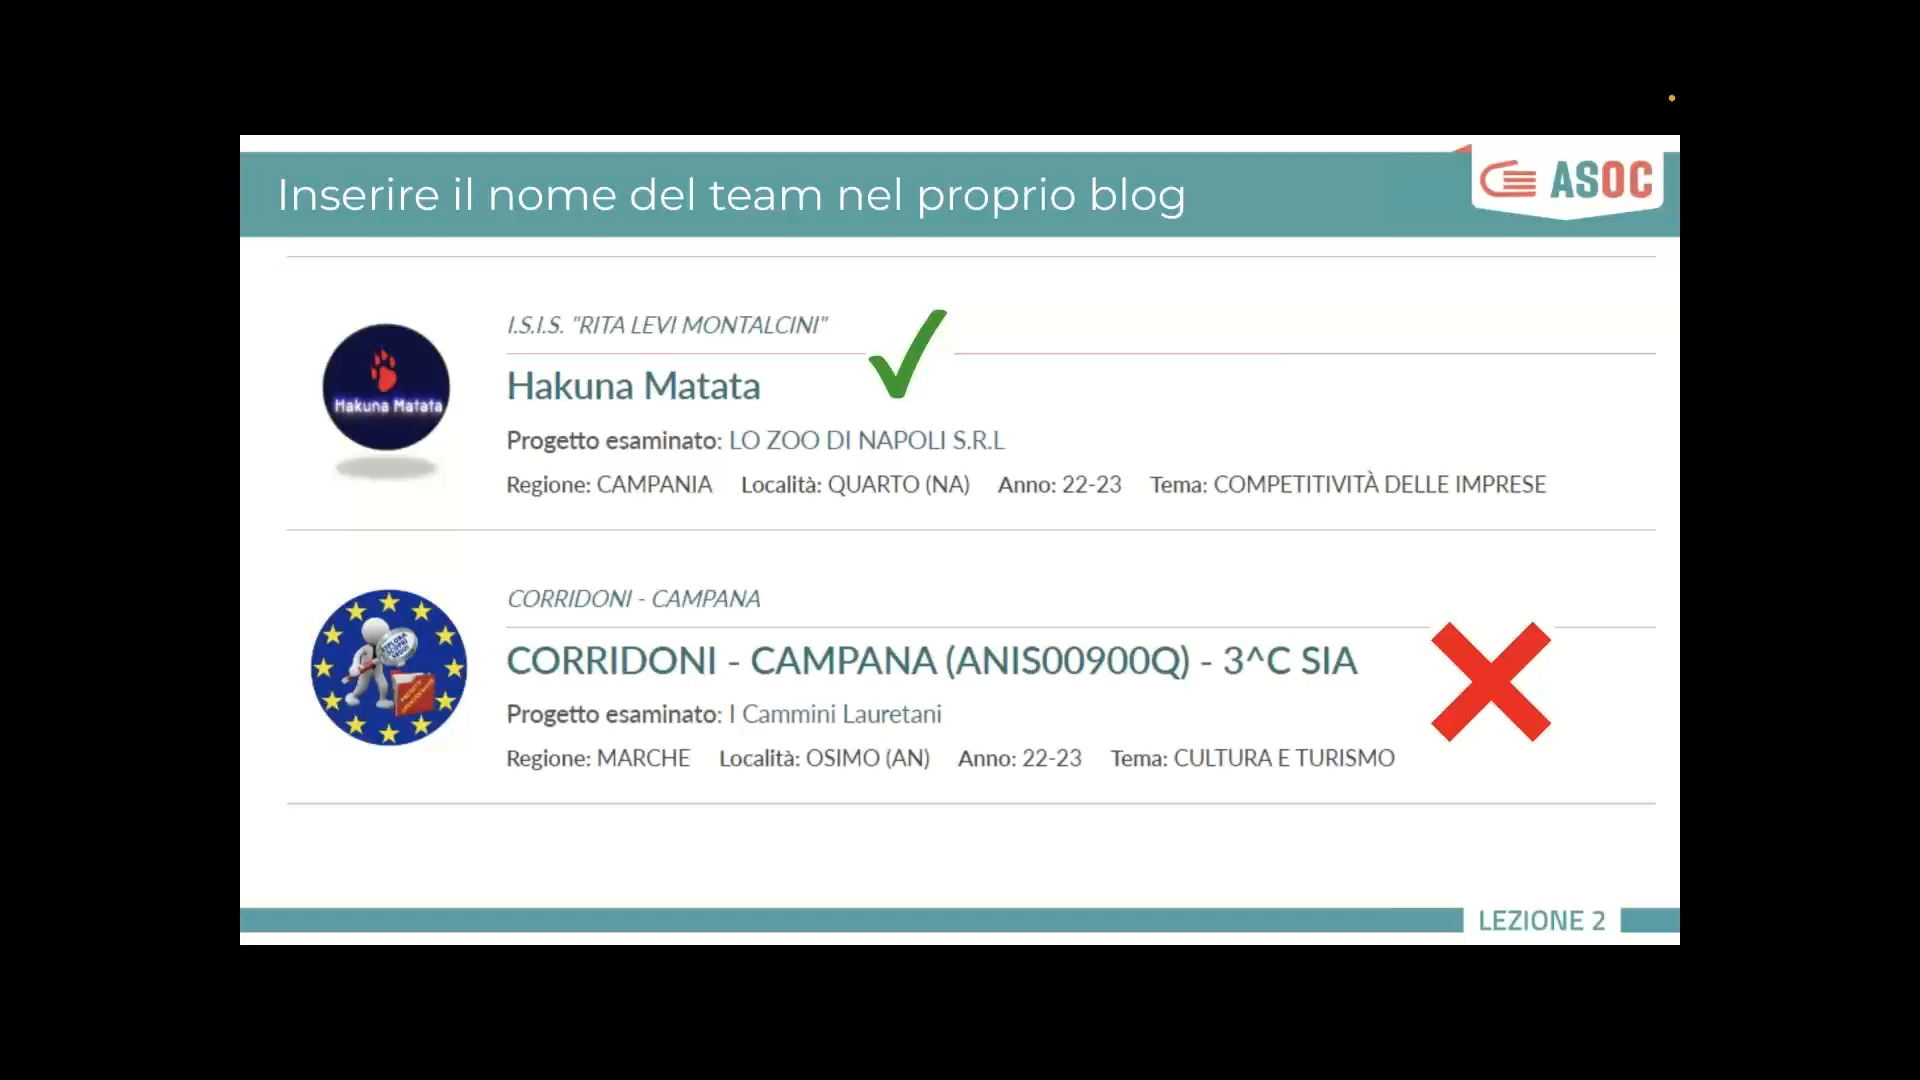 Inserire il nome del team nel proprio blog
ASOC
I.S.I.S. "RITA LEVI MONTALCINI"
Hakuna Matata
Hakuna Matata
Progetto esaminato: LO ZOO DI NAPOLI S.R.L
Regione: CAMPANIA Località: QUARTO (NA) Anno: 22-23 Tema: COMPETITIVITÀ DELLE IMPRESE
CORRIDONI - CAMPANA
CORRIDONI - CAMPANA (ANIS00900Q) - 3^C SIA
Progetto esaminato: I Cammini Lauretani
Regione: MARCHE Località: OSIMO (AN) Anno: 22-23 Tema: CULTURA E TURISMO
LEZIONE 2